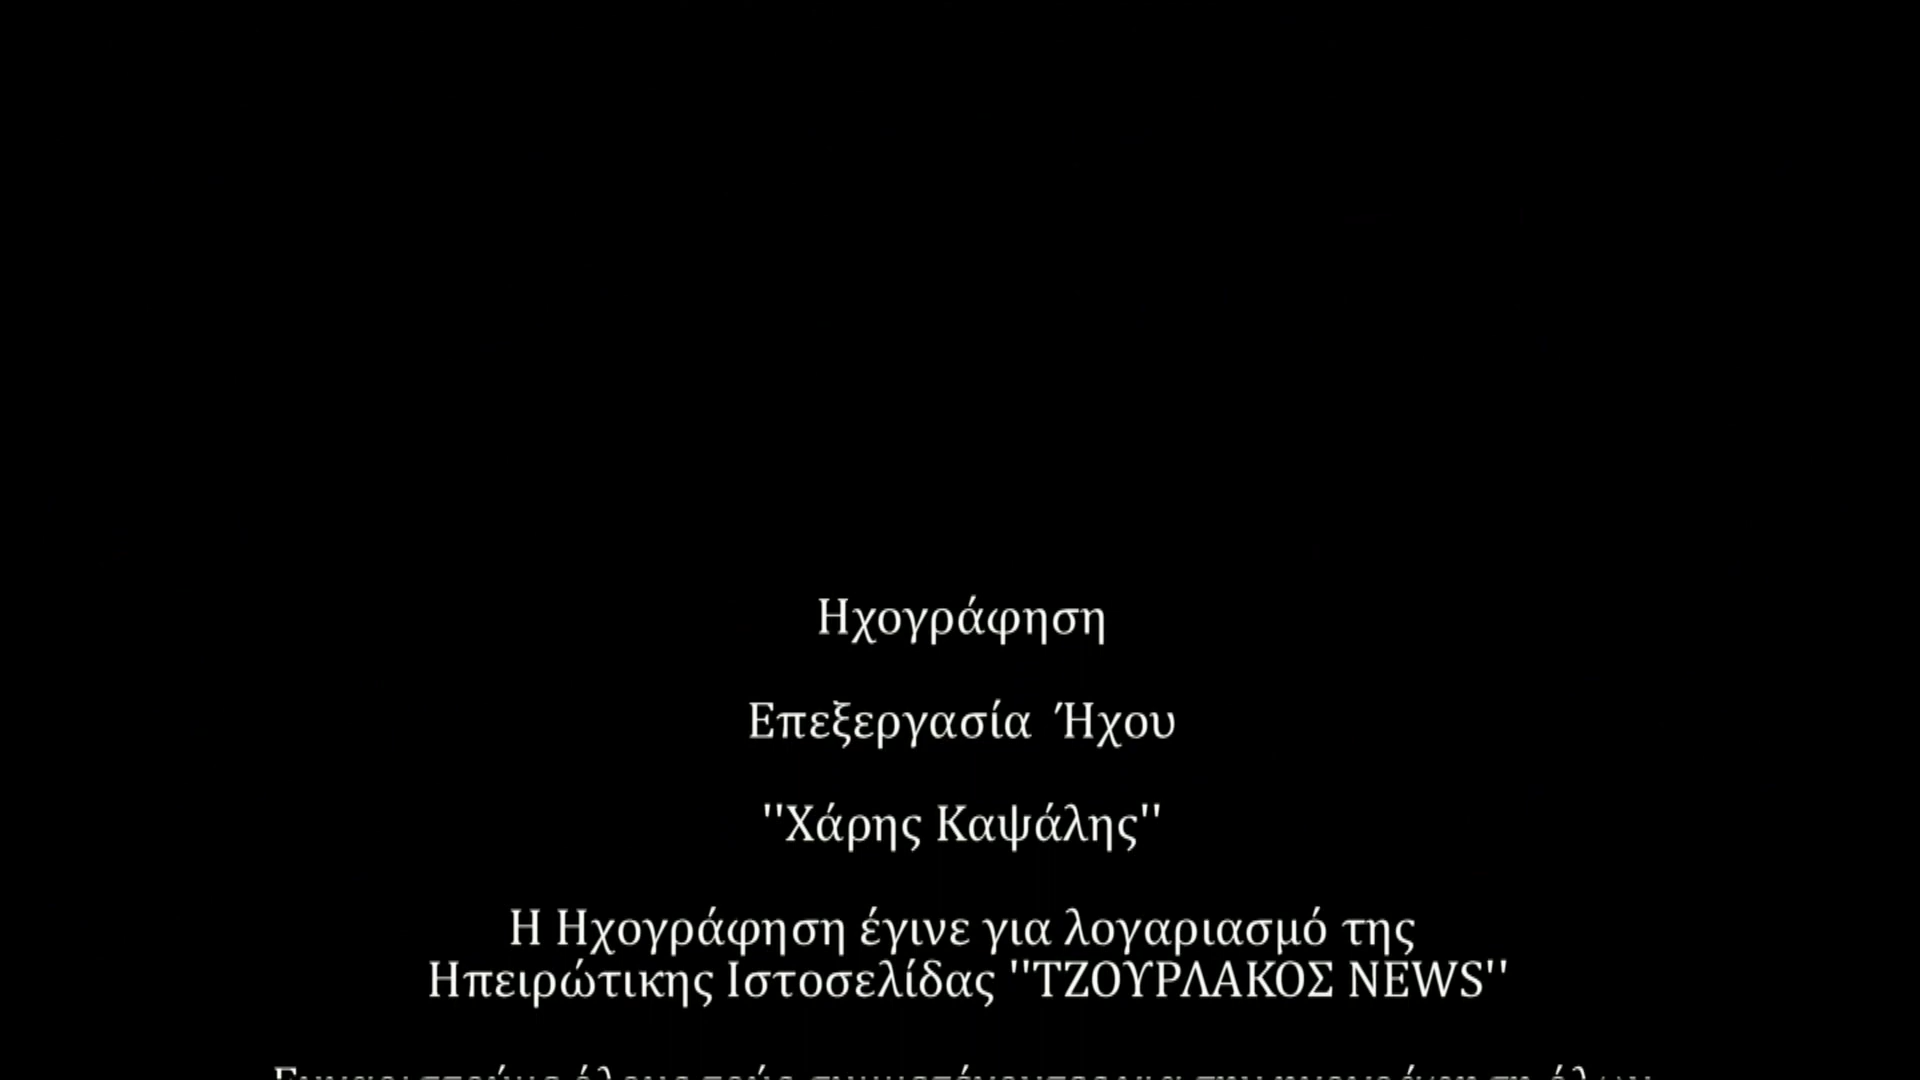 Ηχογράφηση
Επεξεργασία Ήχου
''Χάρης Καψάλης''
Η Ηχογράφηση έγινε για λογαριασμό της
Ηπειρώτικης Ιστοσελίδας ''ΤΖΟΥΡΛΑΚΟΣ NEWS''